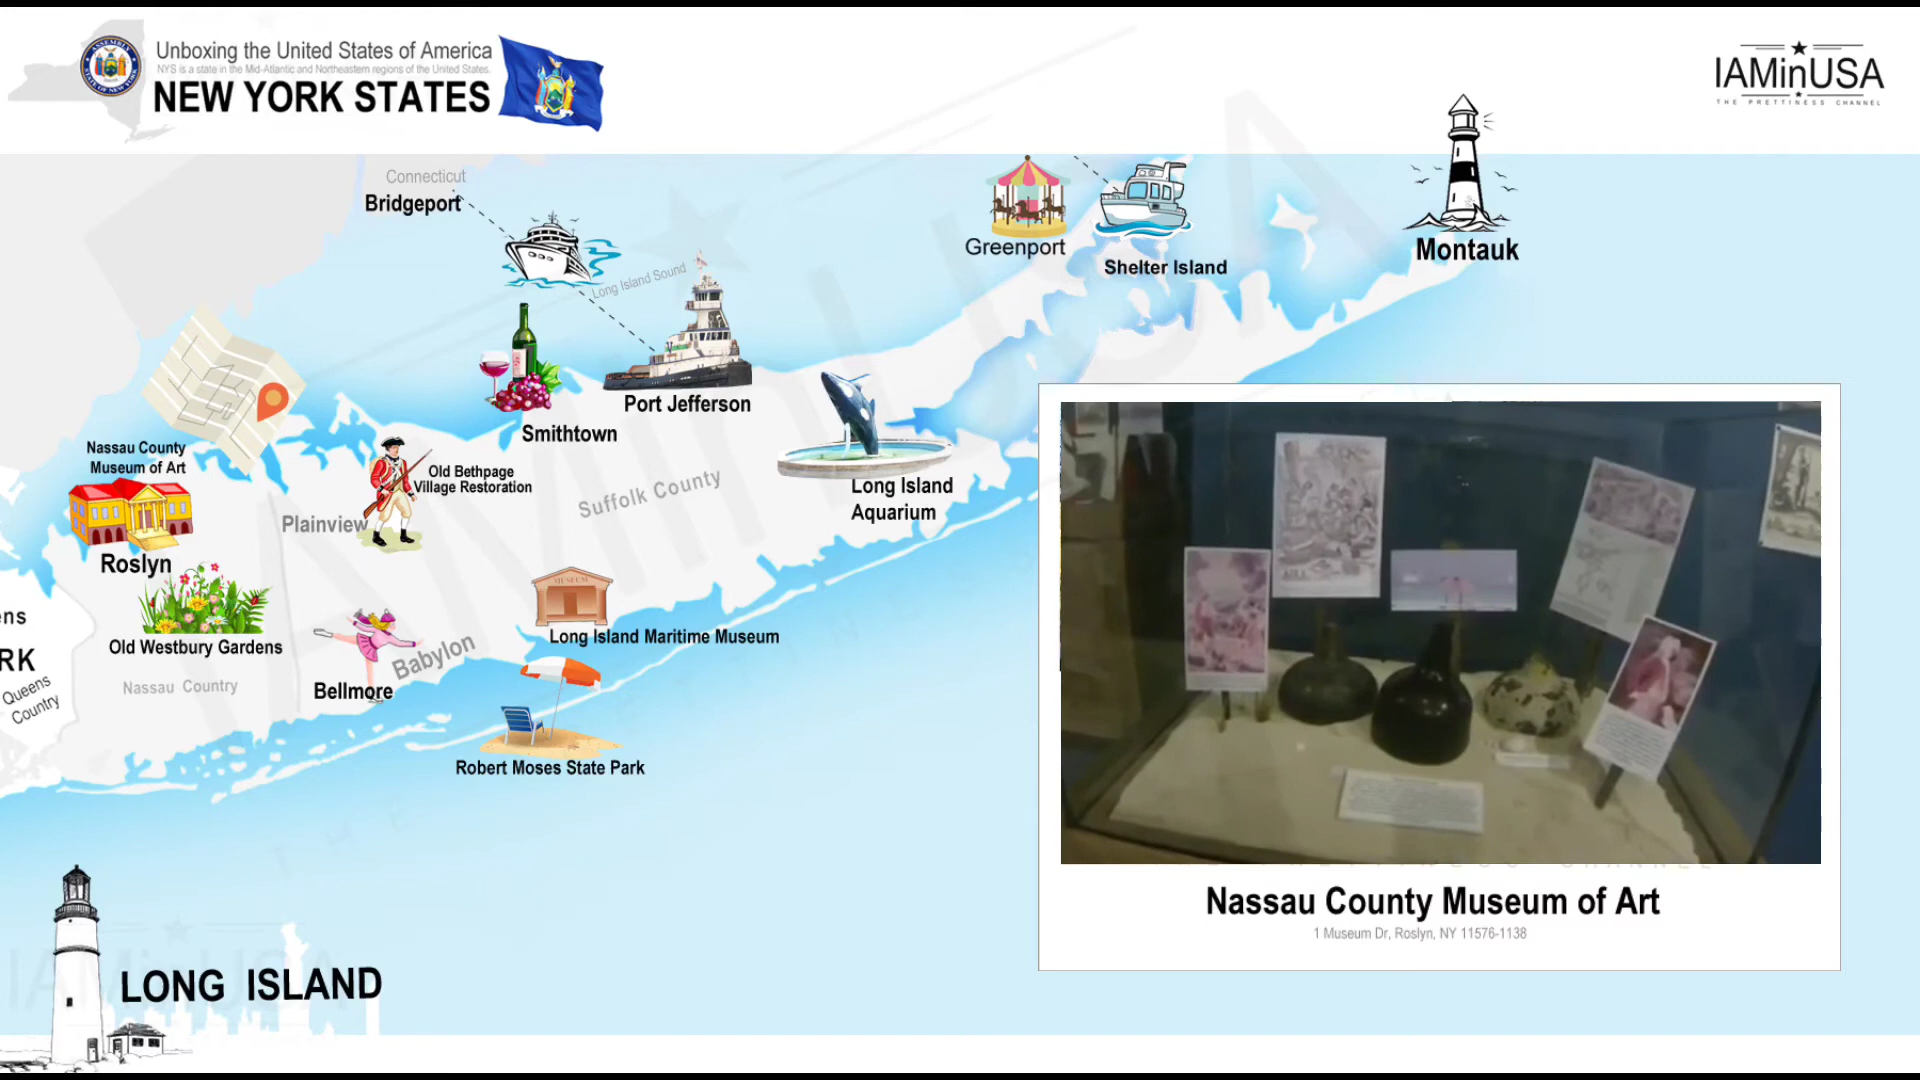 Unboxing the United States of America
NYS is a state in the Mid-Atlantic and Northeastern regions of the United States.
NEW YORK STATES
IAMinUSA
THE PRETTINESS CHANNEL
Connecticut
Bridgeport
Long Island Sound
Greenport
Shelter Island
Montauk
Port Jefferson
Smithtown
Nassau County
Museum of Art
Old Bethpage
Village Restoration
Suffolk County
Long Island
Aquarium
Plainview
Roslyn
MUSEUM
Old Westbury Gardens
Long Island Maritime Museum
Babylon
Nassau Country
Bellmore
ens
RK
Queens
Country
Robert Moses State Park
Nassau County Museum of Art
1 Museum Dr, Roslyn, NY 11576-1138
LONG ISLAND